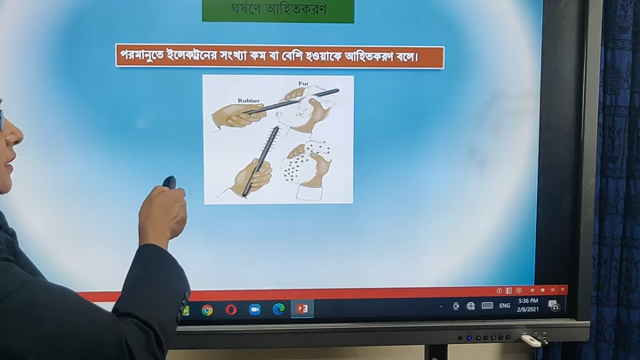 ঘর্ষণে আহিতকরণ
পরমানুতে ইলেকট্রনের সংখ্যা কম বা বেশি হওয়াকে আহিতকরণ বলে।
Fur
Rubber
ENG
5:36 PM
2/8/2021